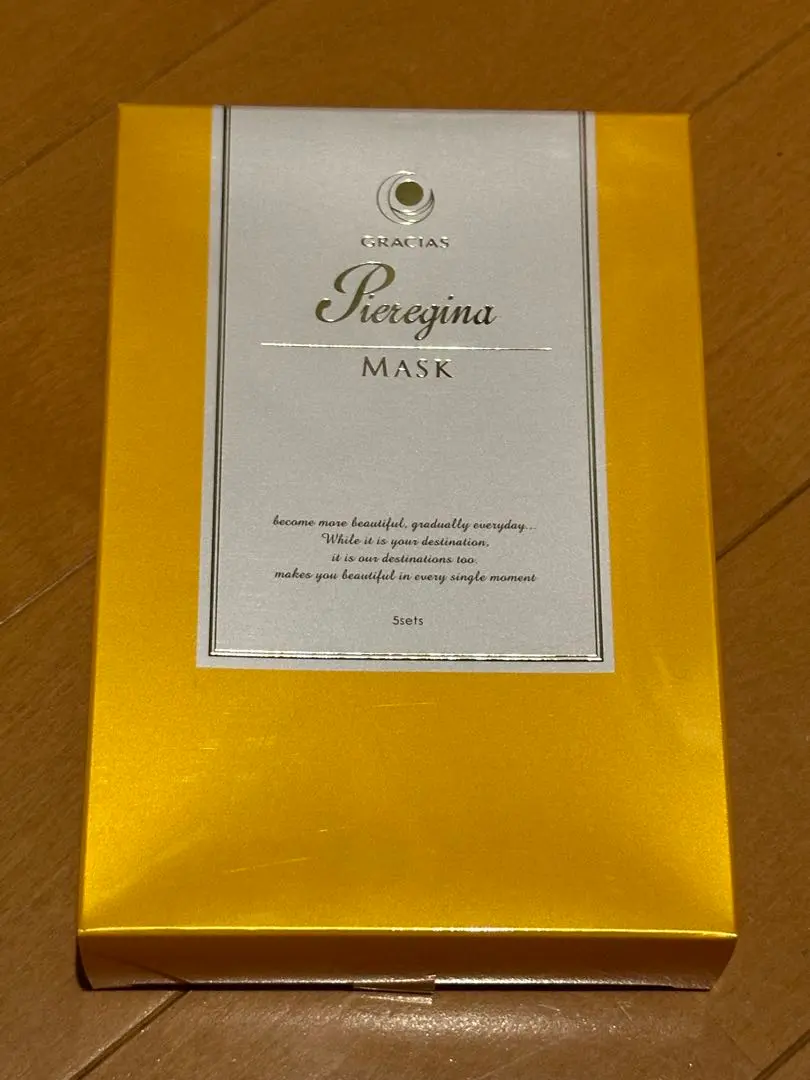 GRACIAS
Pieregina
MASK
become more beautiful, gradually everyday...
While it is your destination,
it is our destinations too.
makes you beautiful in every single moment
5sets